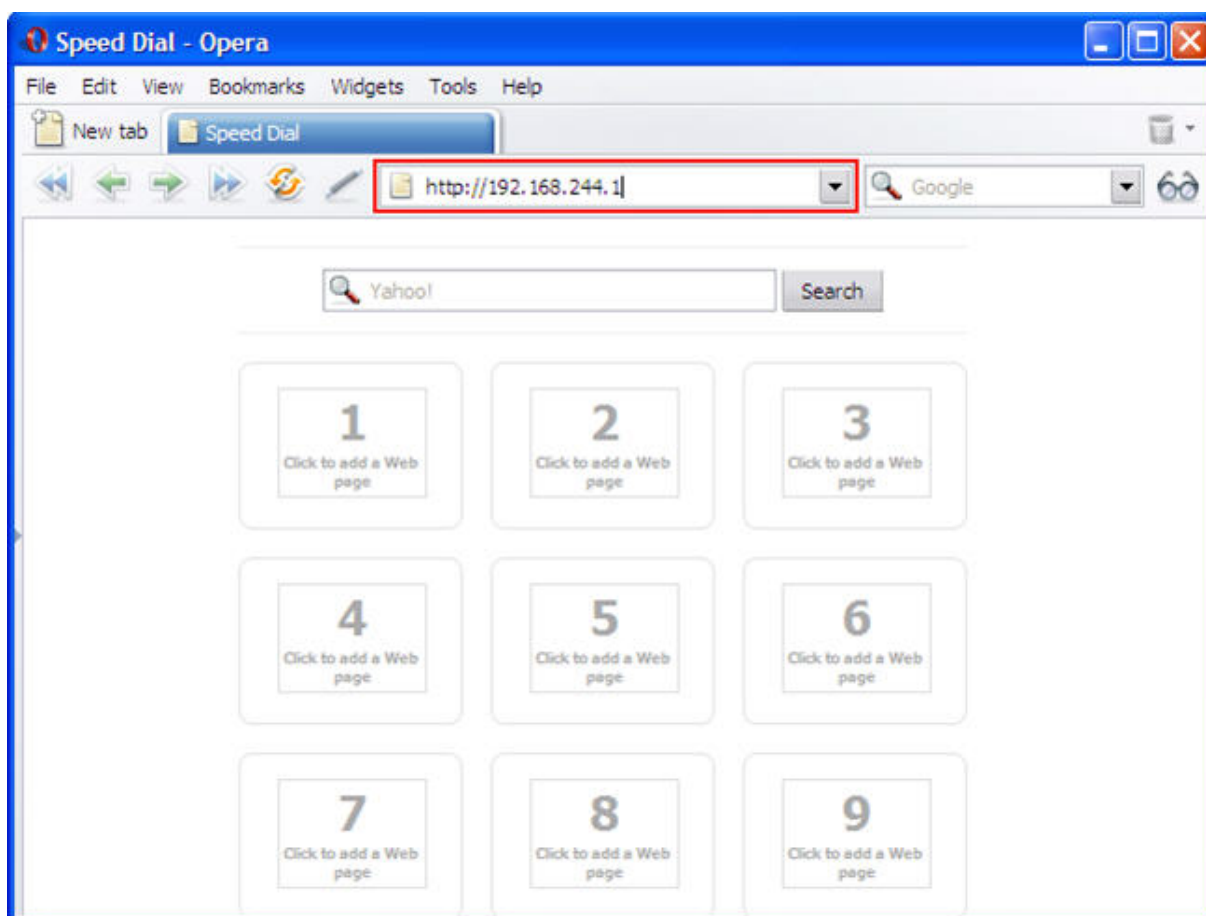 Speed Dial - Opera
File Edit View Bookmarks Widgets Tools Help
New tab Speed Dial
http://192.168.244.1 Google
Yahoo! Search
1 2 3
Click to add a Web page Click to add a Web page Click to add a Web page
4 5 6
Click to add a Web page Click to add a Web page Click to add a Web page
7 8 9
Click to add a Web page Click to add a Web page Click to add a Web page